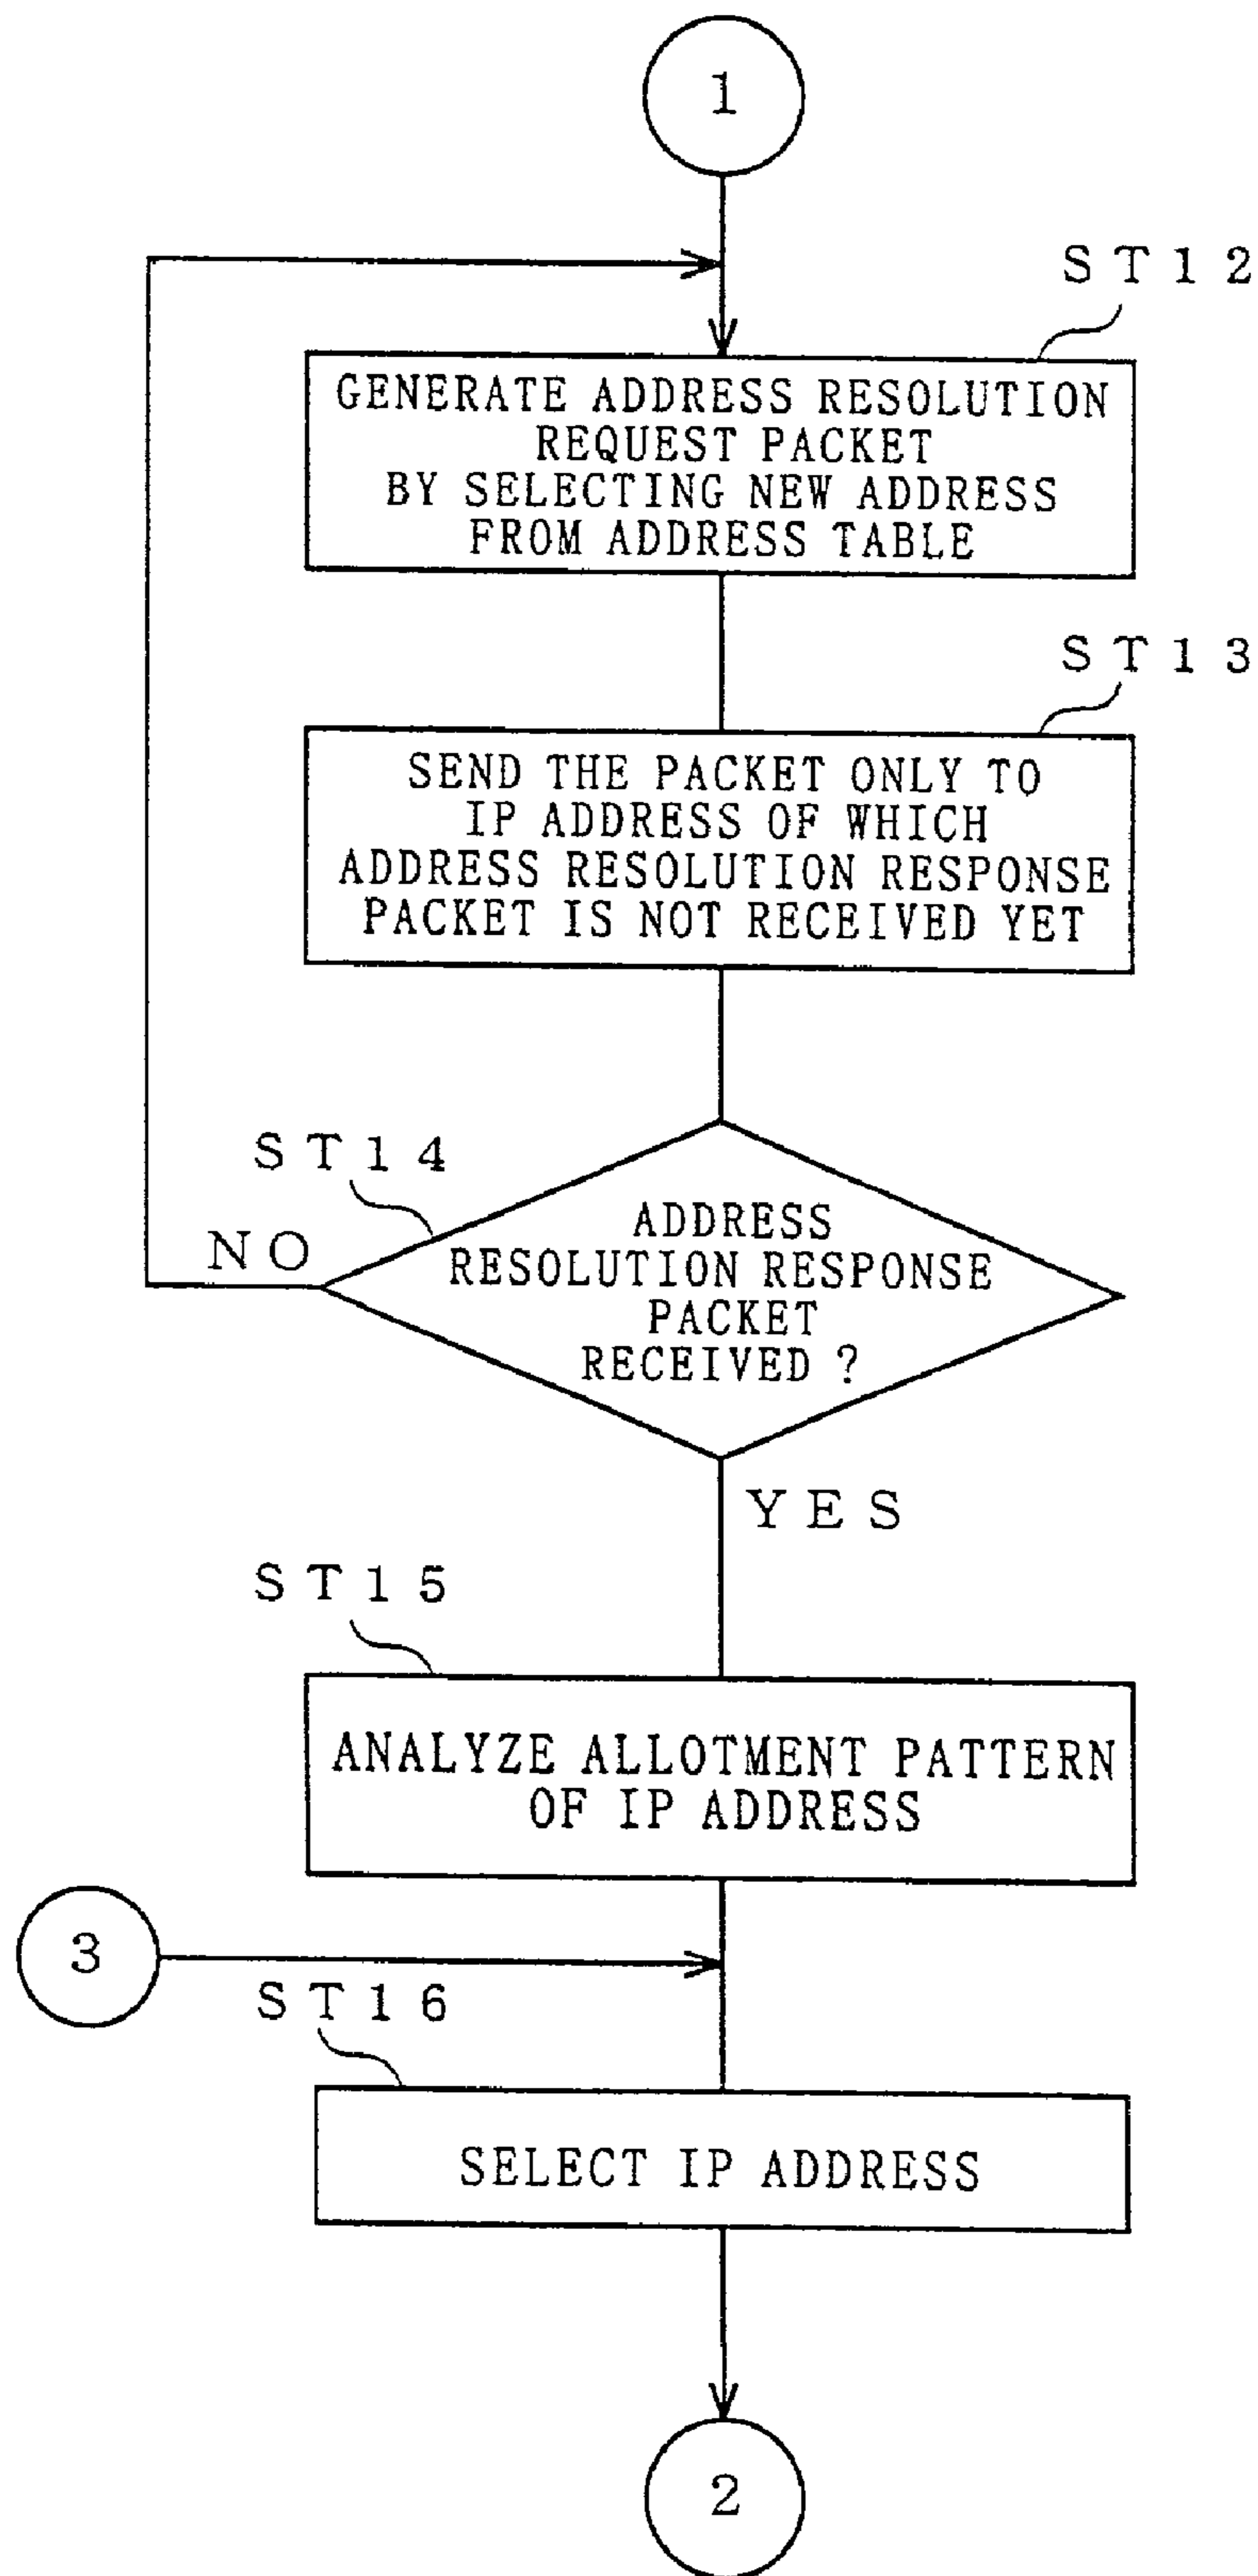 1
ST12
GENERATE ADDRESS RESOLUTION
REQUEST PACKET
BY SELECTING NEW ADDRESS
FROM ADDRESS TABLE
ST13
SEND THE PACKET ONLY TO
IP ADDRESS OF WHICH
ADDRESS RESOLUTION RESPONSE
PACKET IS NOT RECEIVED YET
ST14
NO
ADDRESS
RESOLUTION RESPONSE
PACKET
RECEIVED ?
YES
ST15
ANALYZE ALLOTMENT PATTERN
OF IP ADDRESS
3
ST16
SELECT IP ADDRESS
2